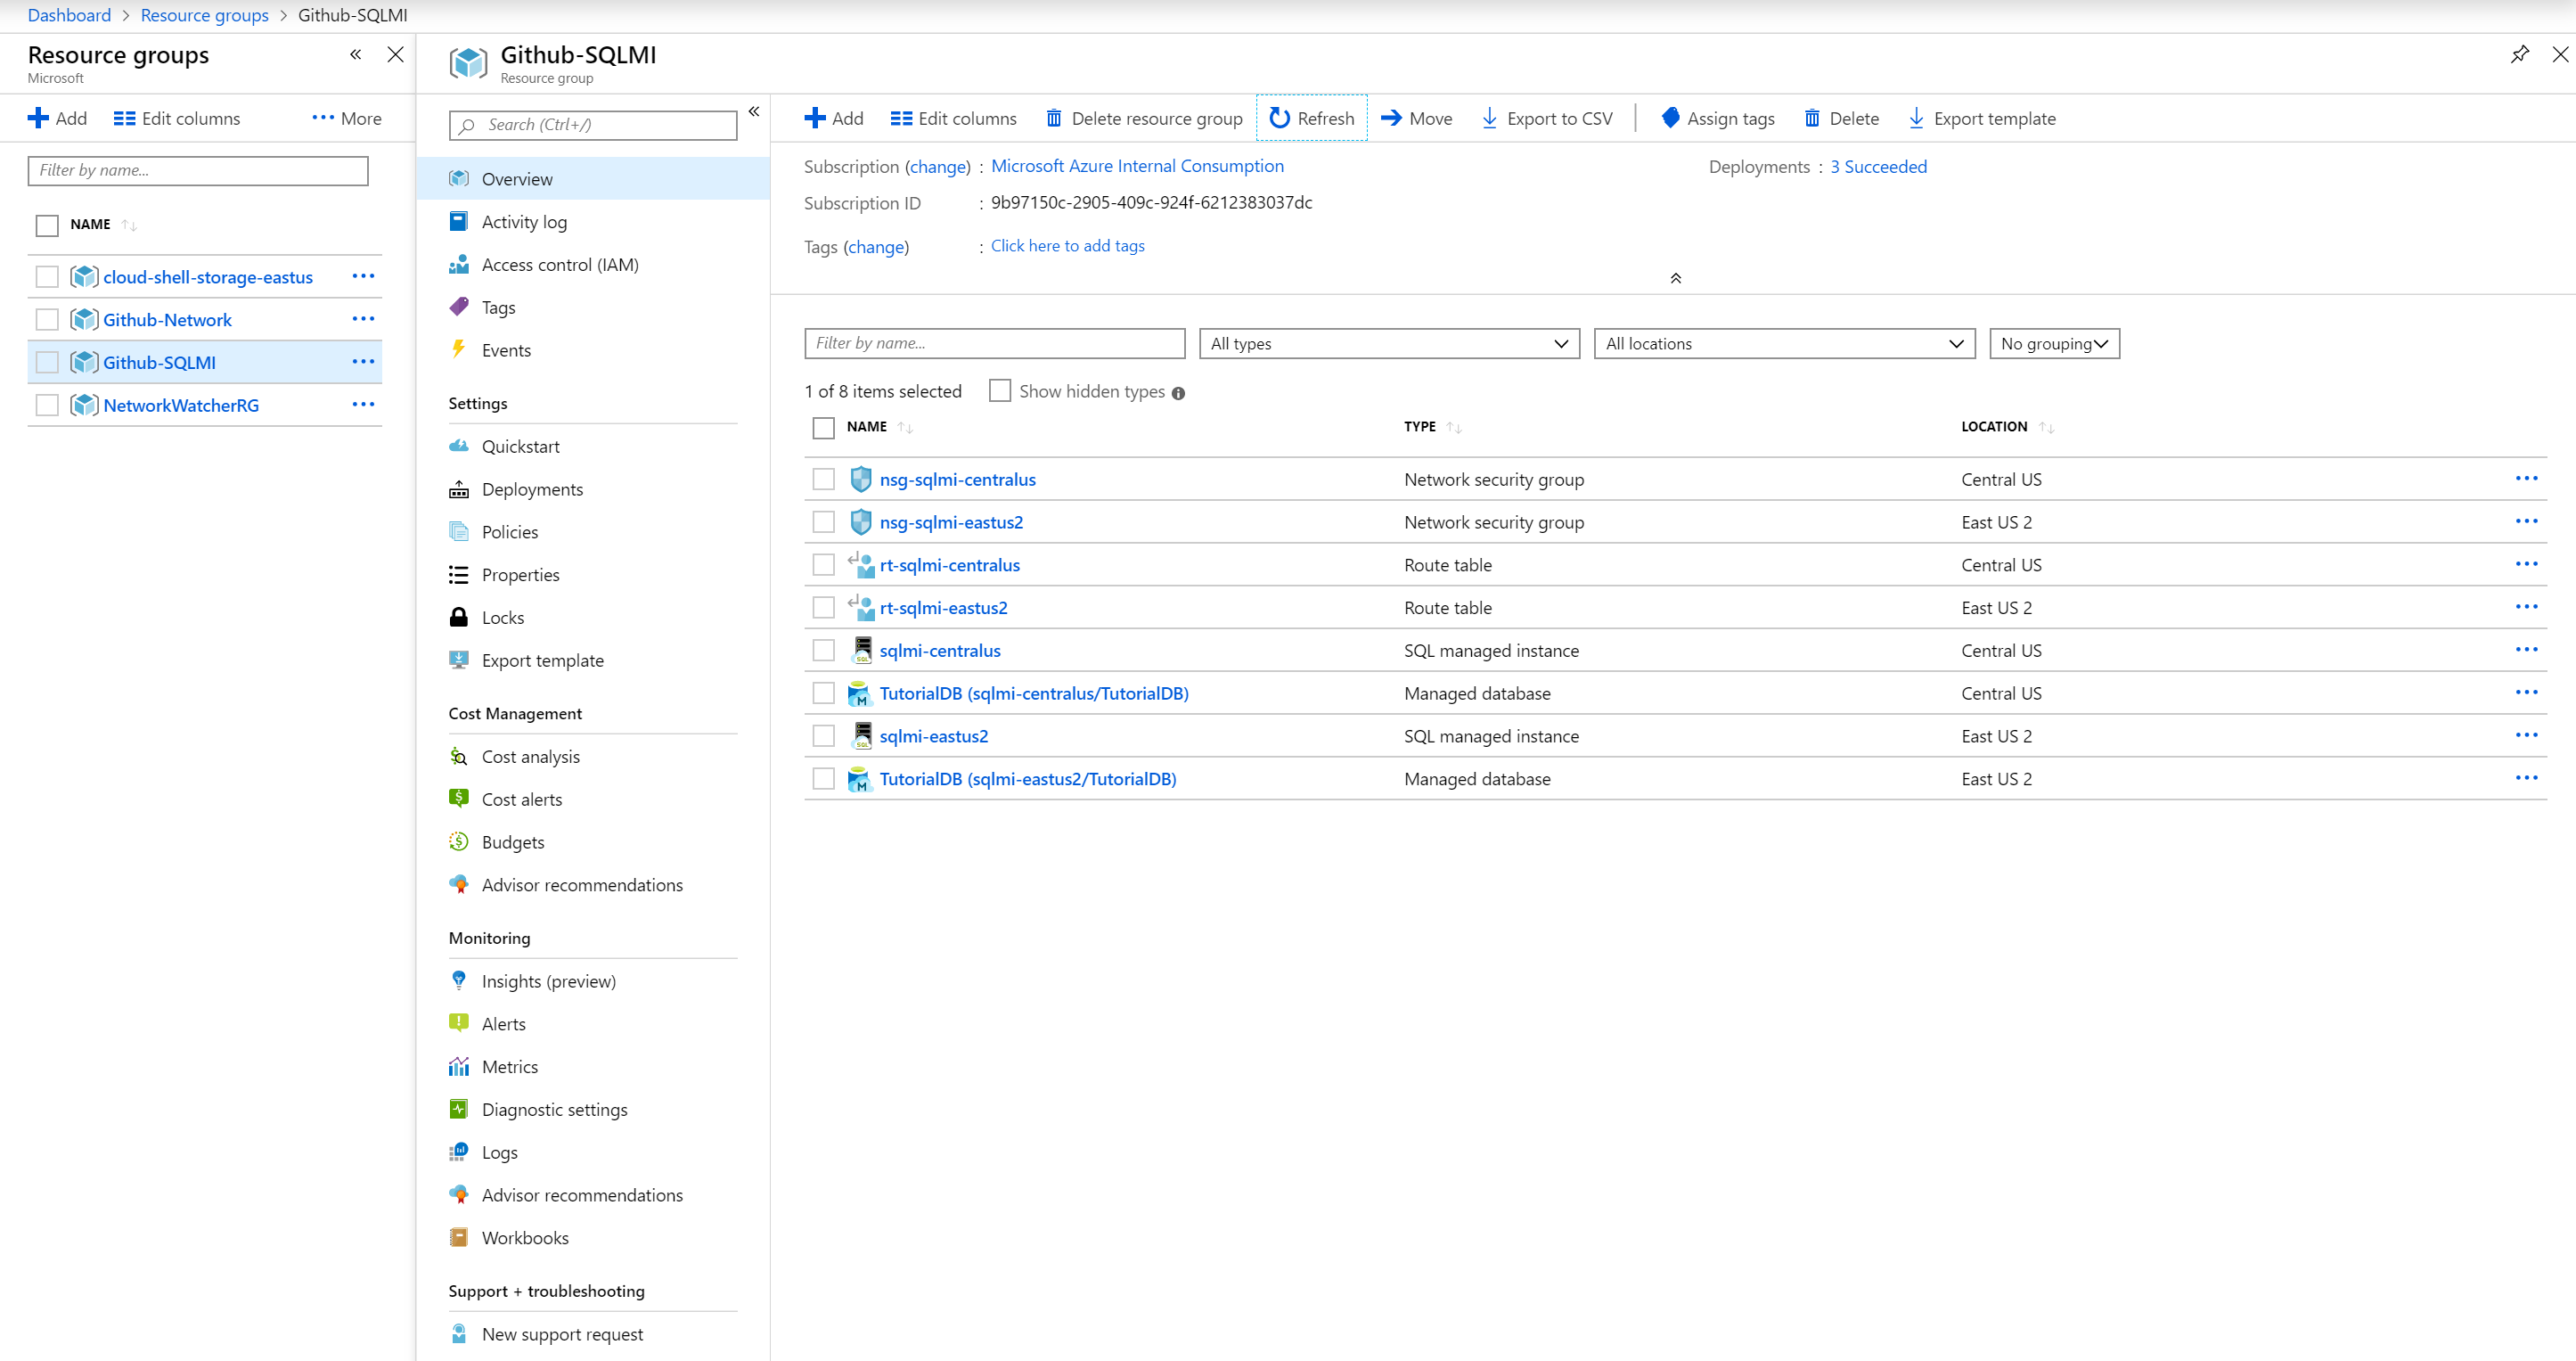 Dashboard > Resource groups > Github-SQLMI
Resource groups
Microsoft
Add Edit columns ··· More
Filter by name...
NAME
cloud-shell-storage-eastus ···
Github-Network ···
Github-SQLMI ···
NetworkWatcherRG ···
Github-SQLMI
Resource group
Search (Ctrl+/)
Overview
Activity log
Access control (IAM)
Tags
Events
Settings
Quickstart
Deployments
Policies
Properties
Locks
Export template
Cost Management
Cost analysis
Cost alerts
Budgets
Advisor recommendations
Monitoring
Insights (preview)
Alerts
Metrics
Diagnostic settings
Logs
Advisor recommendations
Workbooks
Support + troubleshooting
New support request
Add Edit columns Delete resource group Refresh Move Export to CSV Assign tags Delete Export template
Subscription (change) : Microsoft Azure Internal Consumption Deployments : 3 Succeeded
Subscription ID : 9b97150c-2905-409c-924f-6212383037dc
Tags (change) : Click here to add tags
Filter by name... All types All locations No grouping
1 of 8 items selected Show hidden types
NAME TYPE LOCATION
nsg-sqlmi-centralus Network security group Central US ···
nsg-sqlmi-eastus2 Network security group East US 2 ···
rt-sqlmi-centralus Route table Central US ···
rt-sqlmi-eastus2 Route table East US 2 ···
sqlmi-centralus SQL managed instance Central US ···
TutorialDB (sqlmi-centralus/TutorialDB) Managed database Central US ···
sqlmi-eastus2 SQL managed instance East US 2 ···
TutorialDB (sqlmi-eastus2/TutorialDB) Managed database East US 2 ···